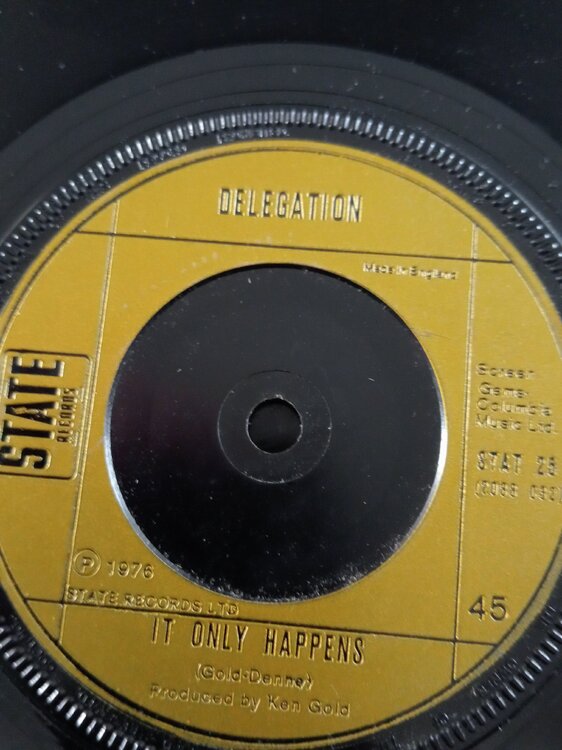 DELEGATION
Made in England
STATE
RECORDS
Screen
Gems-
Columbia
Music Ltd.
STAT
Ⓟ 1976
STATE RECORDS LTD
45
IT ONLY HAPPENS
(Gold-Denne)
Produced by Ken Gold